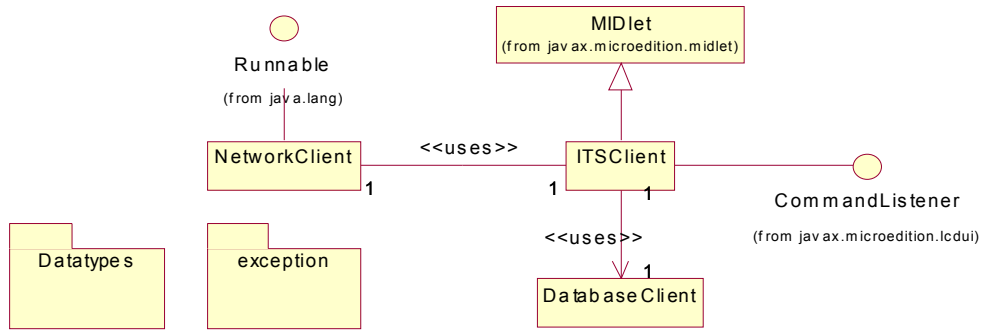 MIDlet
(from javax.microedition.midlet)
Runnable
(from java.lang)
NetworkClient
<<uses>>
ITSClient
1
1
1
CommandListener
(from javax.microedition.lcdui)
<<uses>>
Datatypes
exception
1
DatabaseClient